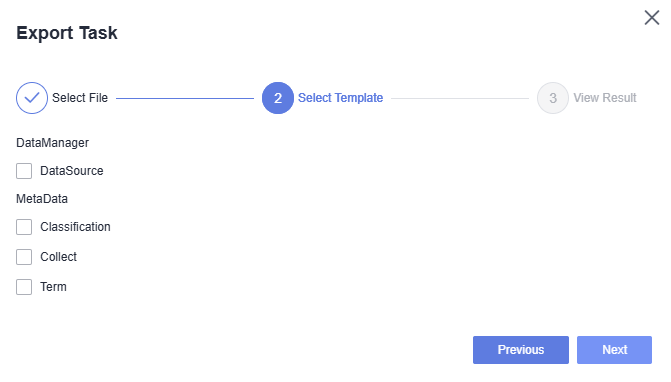 Export Task
Select File
2 Select Template
3 View Result
DataManager
DataSource
MetaData
Classification
Collect
Term
Previous Next